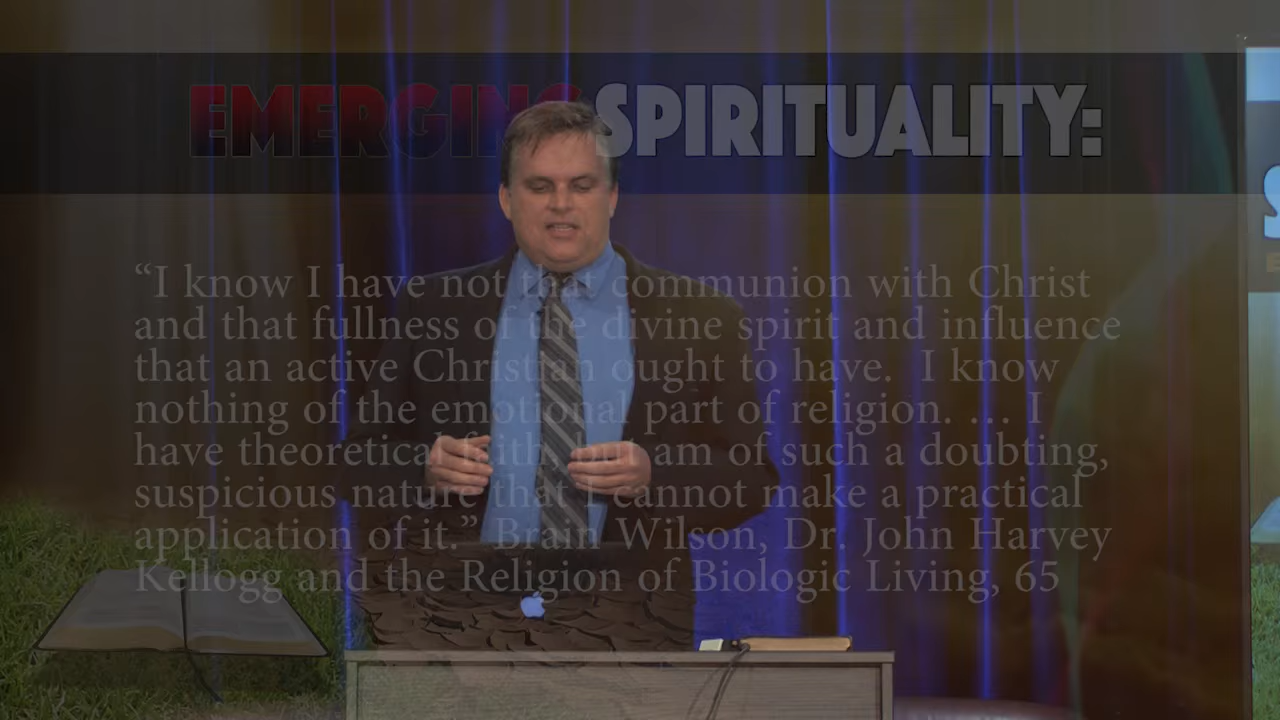 EMERGING SPIRITUALITY:
“I know I have not that communion with Christ
and that fullness of the divine spirit and influence
that an active Christian ought to have. I know
nothing of the emotional part of religion. … I
have theoretical faith but am of such a doubting,
suspicious nature that I cannot make a practical
application of it.” Brain Wilson, Dr. John Harvey
Kellogg and the Religion of Biologic Living, 65